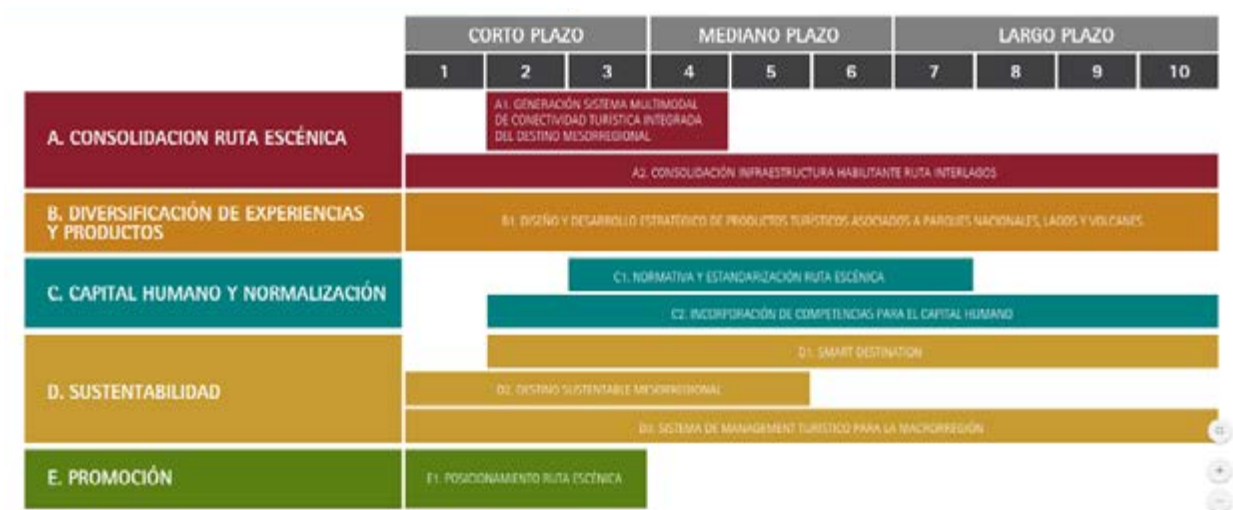 CORTO PLAZO MEDIANO PLAZO LARGO PLAZO
1 2 3 4 5 6 7 8 9 10
A. CONSOLIDACION RUTA ESCÉNICA
A1. GENERACIÓN SISTEMA MULTIMODAL
DE CONECTIVIDAD TURÍSTICA INTEGRADA
DEL DESTINO MESORREGIONAL
A2. CONSOLIDACIÓN INFRAESTRUCTURA HABILITANTE RUTA INTERLAGOS
B. DIVERSIFICACIÓN DE EXPERIENCIAS
Y PRODUCTOS
B1. DISEÑO Y DESARROLLO ESTRATÉGICO DE PRODUCTOS TURÍSTICOS ASOCIADOS A PARQUES NACIONALES, LAGOS Y VOLCANES
C. CAPITAL HUMANO Y NORMALIZACIÓN
C1. NORMATIVA Y ESTANDARIZACIÓN RUTA ESCÉNICA
C2. INCORPORACIÓN DE COMPETENCIAS PARA EL CAPITAL HUMANO
D. SUSTENTABILIDAD
D1. SMART DESTINATION
D2. DESTINO SUSTENTABLE MESORREGIONAL
D3. SISTEMA DE MANAGEMENT TURÍSTICO PARA LA MACRORREGIÓN
E. PROMOCIÓN
E1. POSICIONAMIENTO RUTA ESCÉNICA